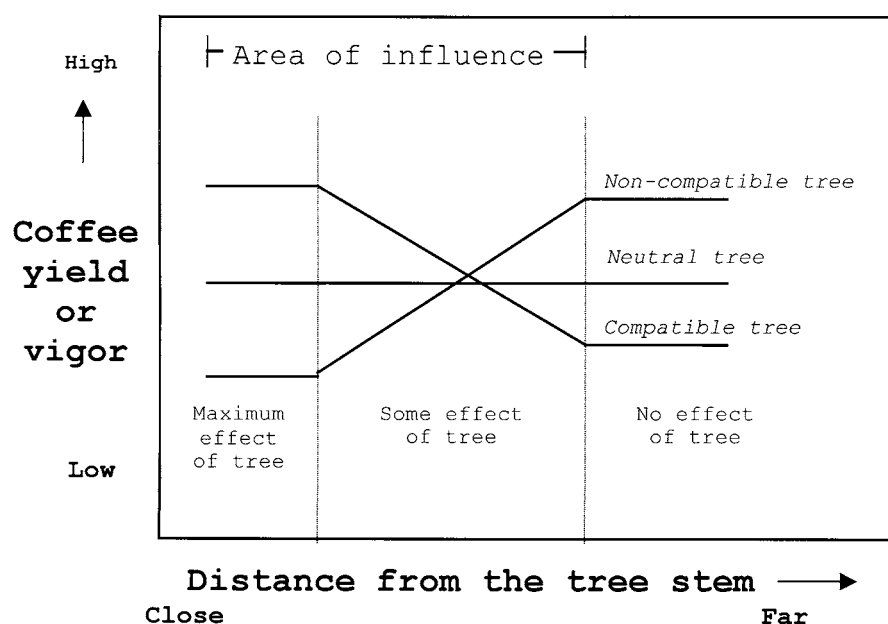 High
Area of influence
Non-compatible tree
Coffee
yield
or
vigor
Neutral tree
Compatible tree
Maximum
effect
of tree
Some effect
of tree
No effect
of tree
Low
Distance from the tree stem
Close
Far